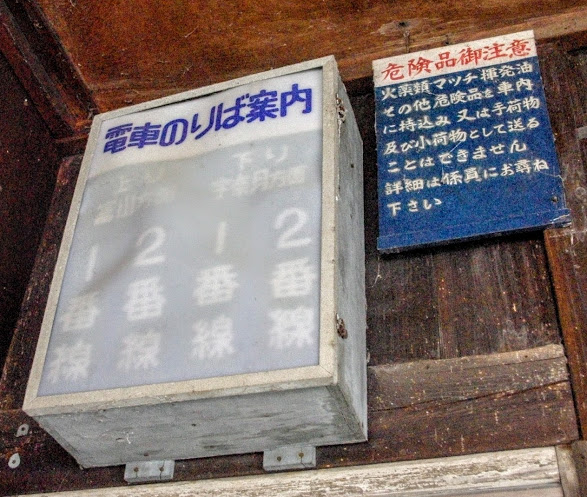 電車のりば案内
上り
下り
宇奈月方面
1番線
2番線
1番線
2番線
危険品御注意
火薬類マッチ揮発油
その他危険品を車内
に持込み又は手荷物
及び小荷物として送る
ことはできません
詳細は係員にお尋ね
下さい